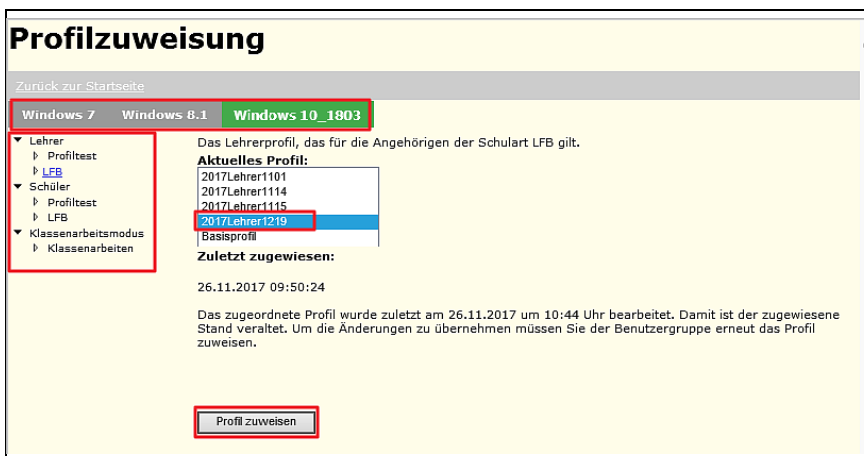 Profilzuweisung
Zurück zur Startseite
Windows 7 Windows 8.1 Windows 10_1803
Lehrer
Profiltest
LFB
Schüler
Profiltest
LFB
Klassenarbeitsmodus
Klassenarbeiten
Das Lehrerprofil, das für die Angehörigen der Schulart LFB gilt.
Aktuelles Profil:
2017Lehrer1101
2017Lehrer1114
2017Lehrer1115
2017Lehrer1219
Basisprofil
Zuletzt zugewiesen:
26.11.2017 09:50:24
Das zugeordnete Profil wurde zuletzt am 26.11.2017 um 10:44 Uhr bearbeitet. Damit ist der zugewiesene
Stand veraltet. Um die Änderungen zu übernehmen müssen Sie der Benutzergruppe erneut das Profil
zuweisen.
Profil zuweisen